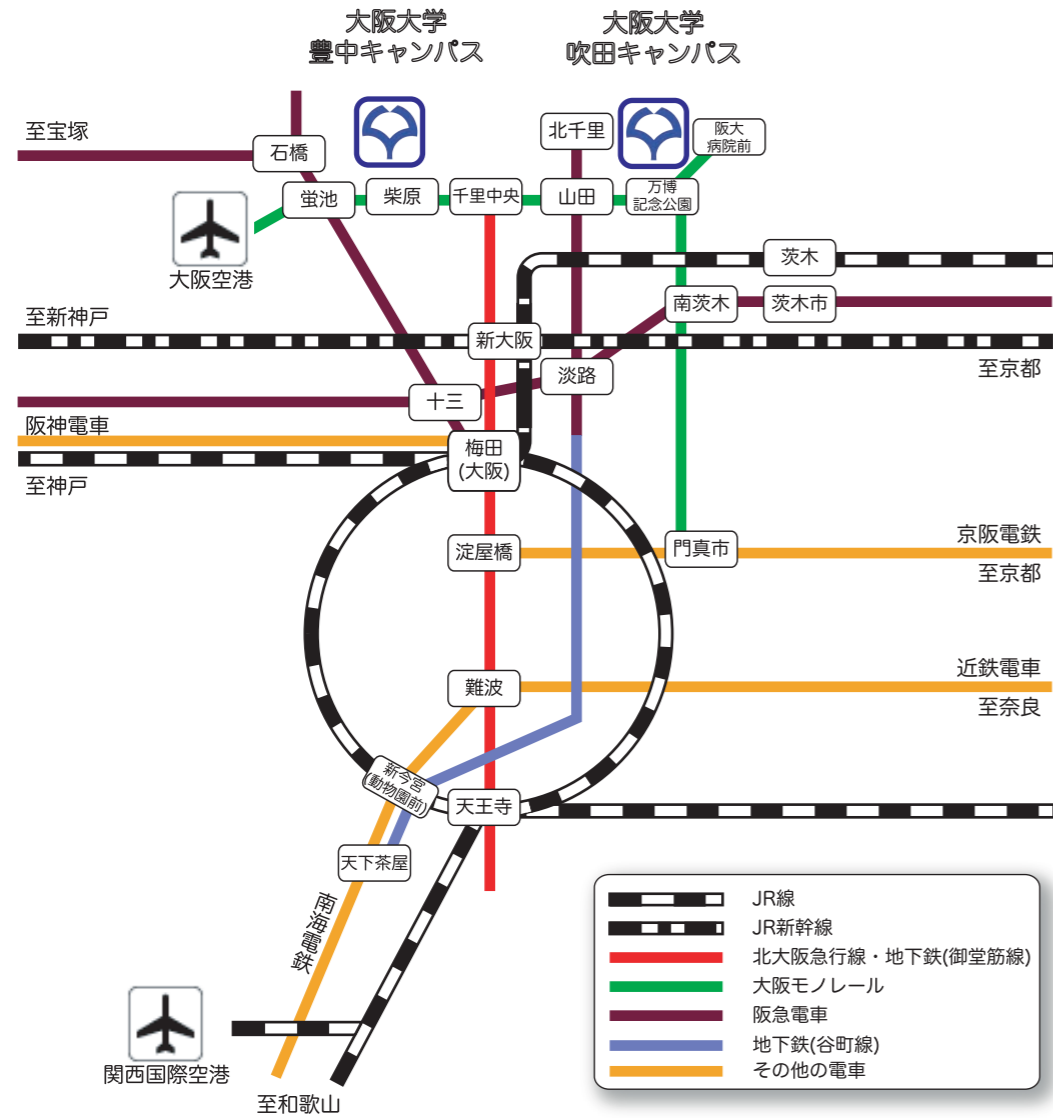 大阪大学
豊中キャンパス
大阪大学
吹田キャンパス
至宝塚
石橋
北千里
阪大
病院前
蛍池
柴原
千里中央
山田
万博
記念公園
大阪空港
茨木
南茨木
茨木市
至新神戸
新大阪
至京都
淡路
十三
阪神電車
梅田
(大阪)
至神戸
淀屋橋
門真市
京阪電鉄
至京都
難波
近鉄電車
至奈良
新今宮
(動物園前)
天王寺
天下茶屋
南海電鉄
関西国際空港
至和歌山
JR線
JR新幹線
北大阪急行線・地下鉄(御堂筋線)
大阪モノレール
阪急電車
地下鉄(谷町線)
その他の電車